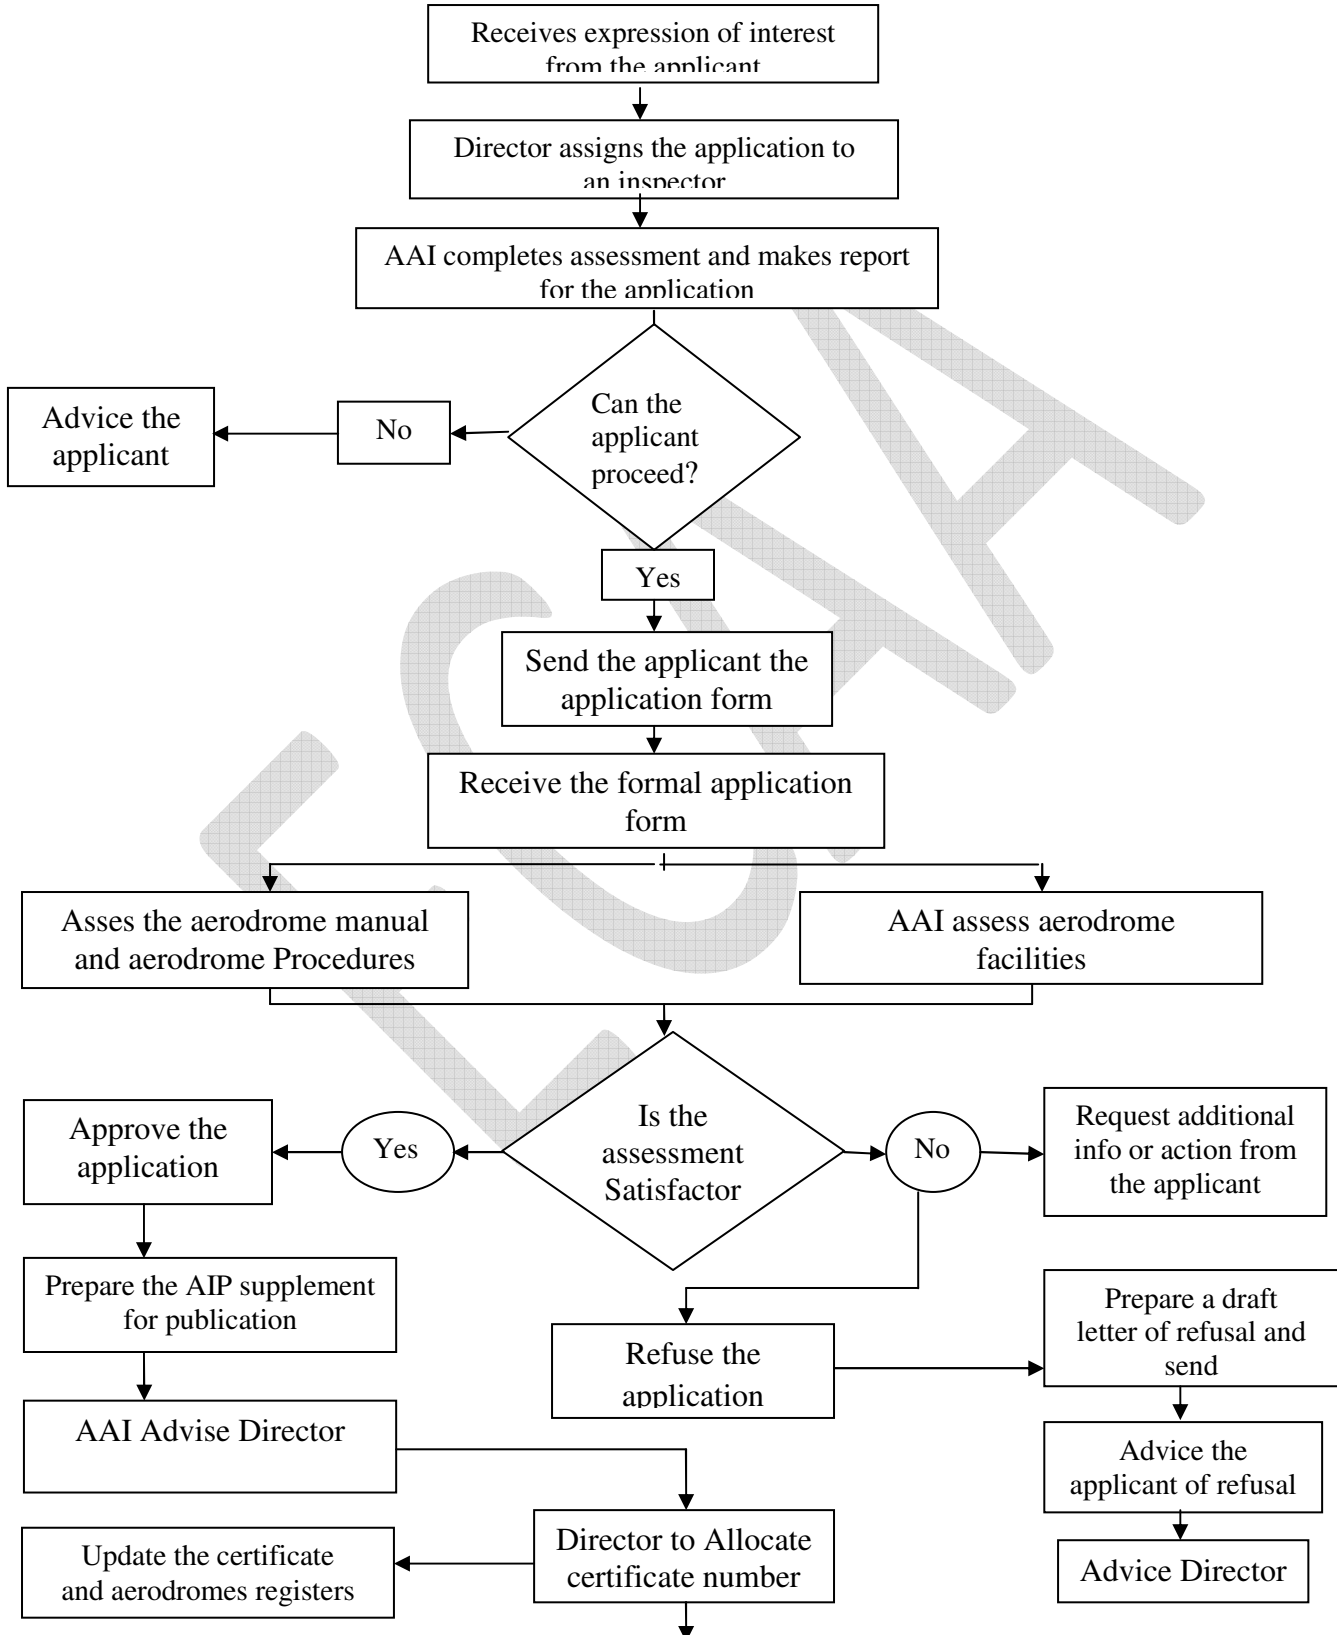 Receives expression of interest
from the applicant
Director assigns the application to
an inspector
AAI completes assessment and makes report
for the application
Can the
applicant
proceed?
No
Advice the
applicant
Yes
Send the applicant the
application form
Receive the formal application
form
Asses the aerodrome manual
and aerodrome Procedures
AAI assess aerodrome
facilities
Is the
assessment
Satisfactor
Yes
No
Approve the
application
Request additional
info or action from
the applicant
Prepare the AIP supplement
for publication
Refuse the
application
Prepare a draft
letter of refusal and
send
AAI Advise Director
Advice the
applicant of refusal
Director to Allocate
certificate number
Update the certificate
and aerodromes registers
Advice Director
ECAA